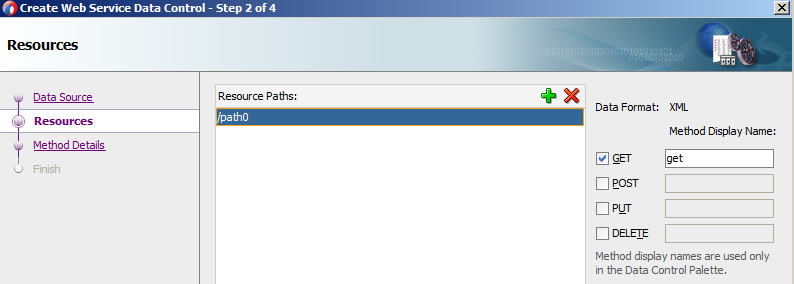 Create Web Service Data Control - Step 2 of 4
Resources
0101010101010101010101
01010101010
Data Source
Resources
Method Details
Finish
Resource Paths:
/path0
Data Format: XML
Method Display Name:
GET get
POST
PUT
DELETE
Method display names are used only
in the Data Control Palette.